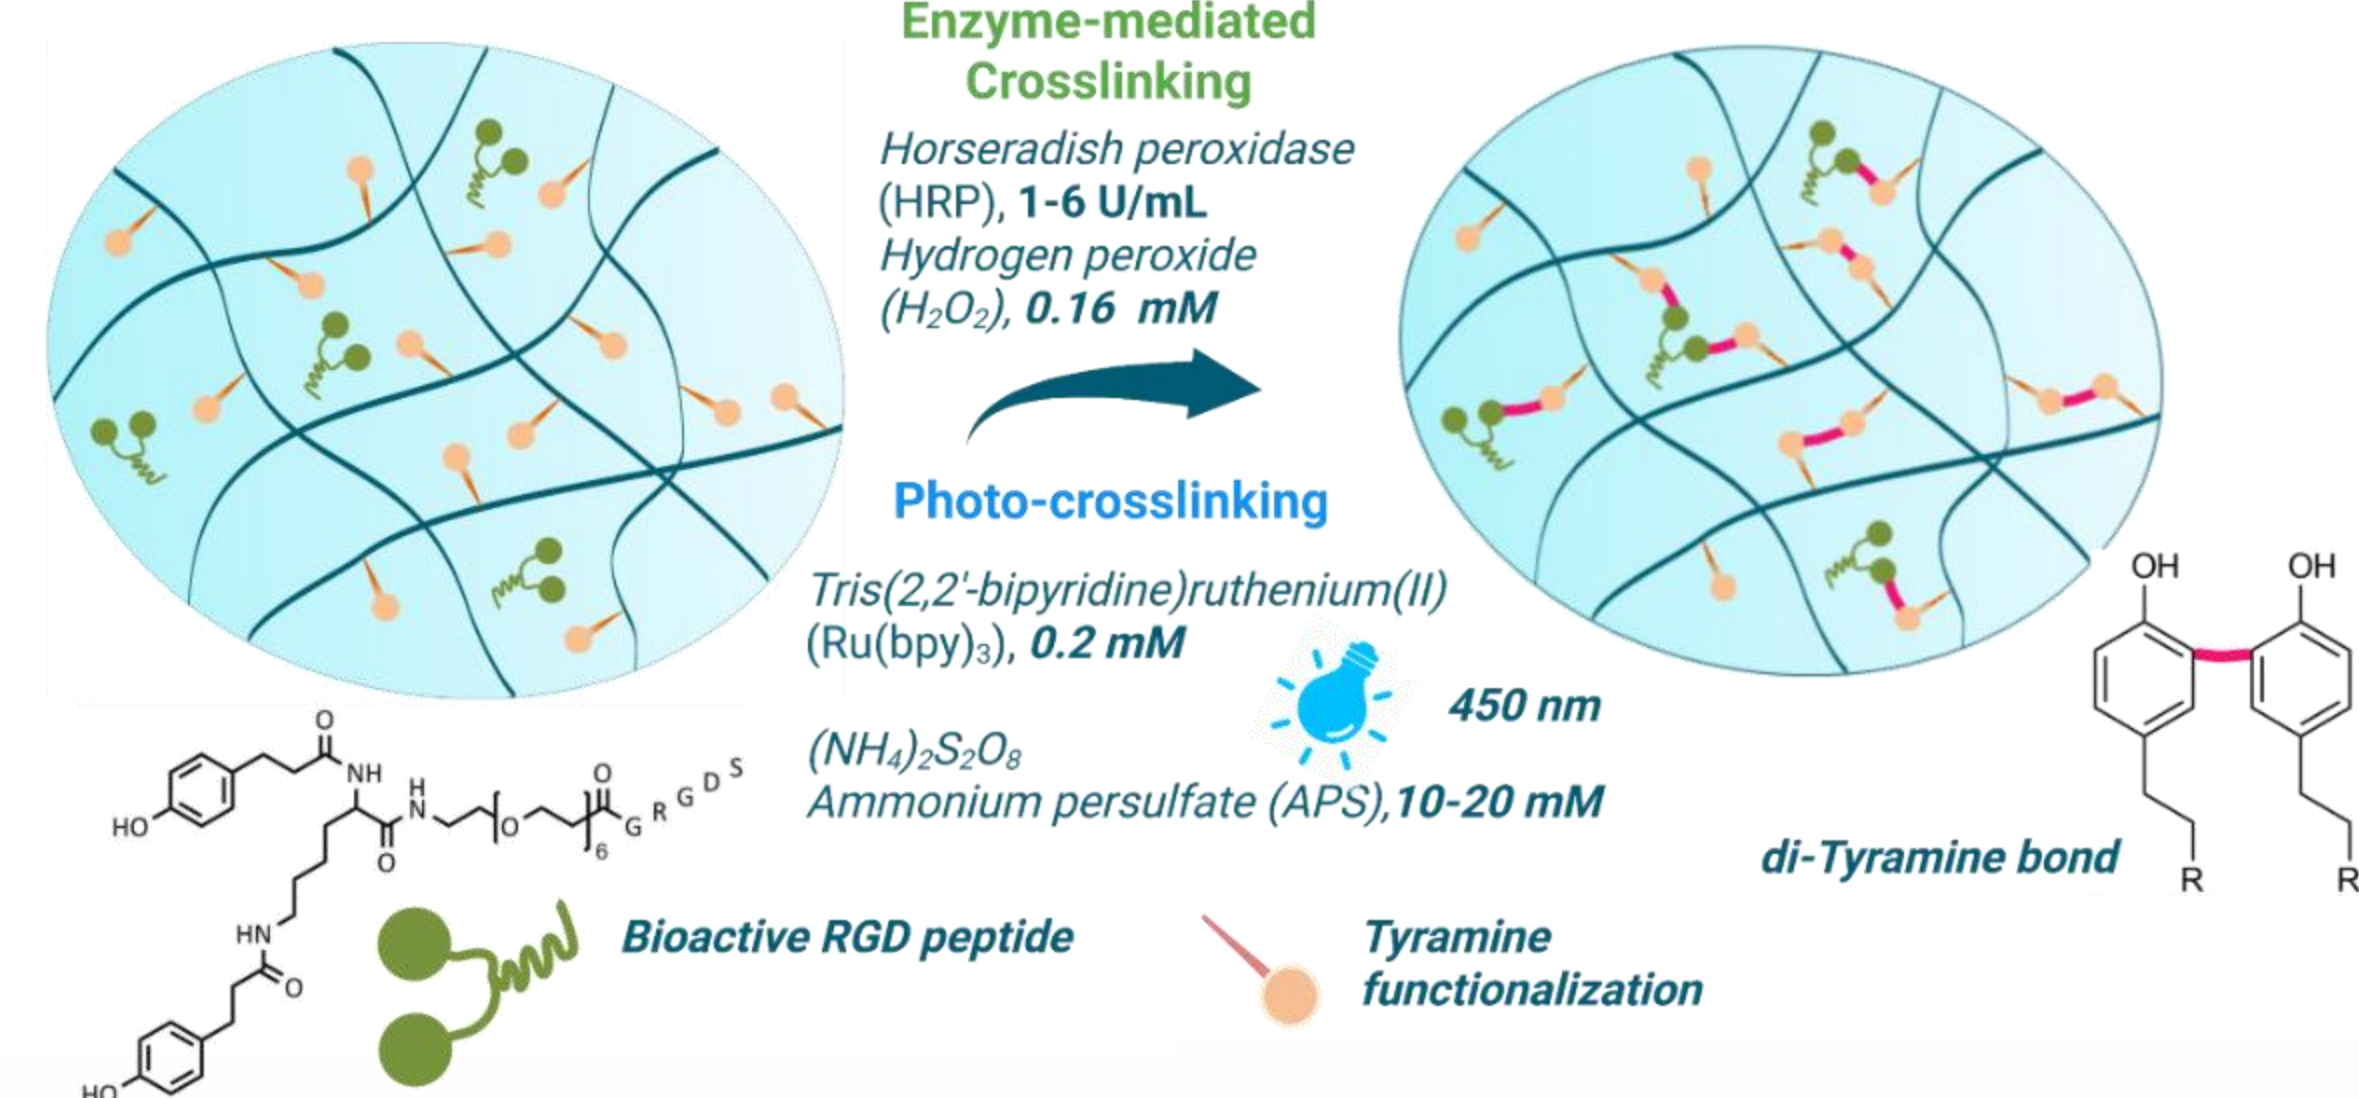 Enzyme-mediated
Crosslinking
Horseradish peroxidase
(HRP), 1-6 U/mL
Hydrogen peroxide
(H₂O₂), 0.16 mM
Photo-crosslinking
Tris(2,2'-bipyridine)ruthenium(II)
(Ru(bpy)₃), 0.2 mM
450 nm
(NH₄)₂S₂O₈
Ammonium persulfate (APS), 10-20 mM
OH OH
R R
di-Tyramine bond
O
NH
HO
H
N
O
O
O
6
G R G D S
HN
O
HO
Bioactive RGD peptide
Tyramine
functionalization